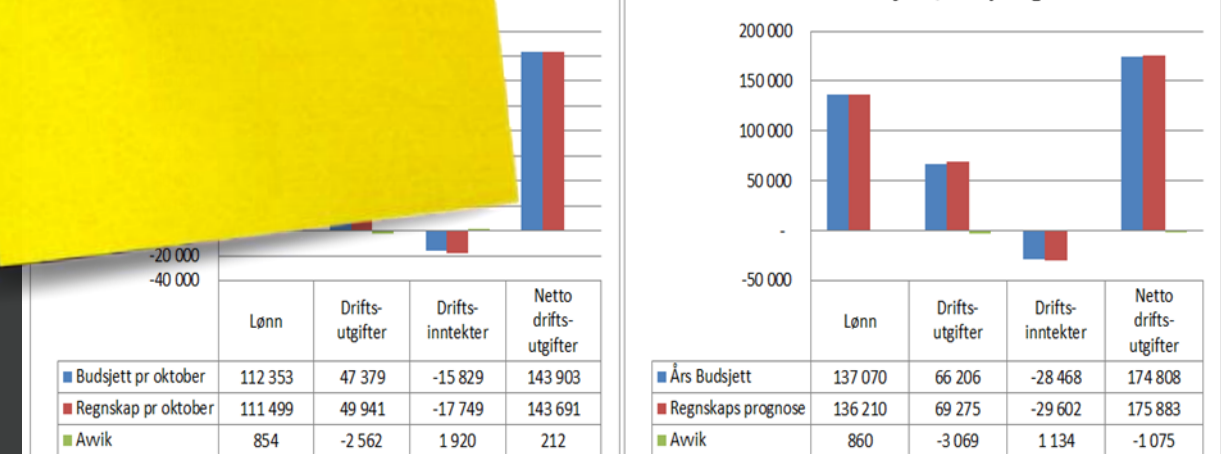 -20 000
-40 000
Lønn Drifts-utgifter Drifts-inntekter Netto drifts-utgifter
Budsjett pr oktober 112 353 47 379 -15 829 143 903
Regnskap pr oktober 111 499 49 941 -17 749 143 691
Avvik 854 -2 562 1 920 212
200 000
150 000
100 000
50 000
-
-50 000
Lønn Drifts-utgifter Drifts-inntekter Netto drifts-utgifter
Års Budsjett 137 070 66 206 -28 468 174 808
Regnskaps prognose 136 210 69 275 -29 602 175 883
Avvik 860 -3 069 1 134 -1 075